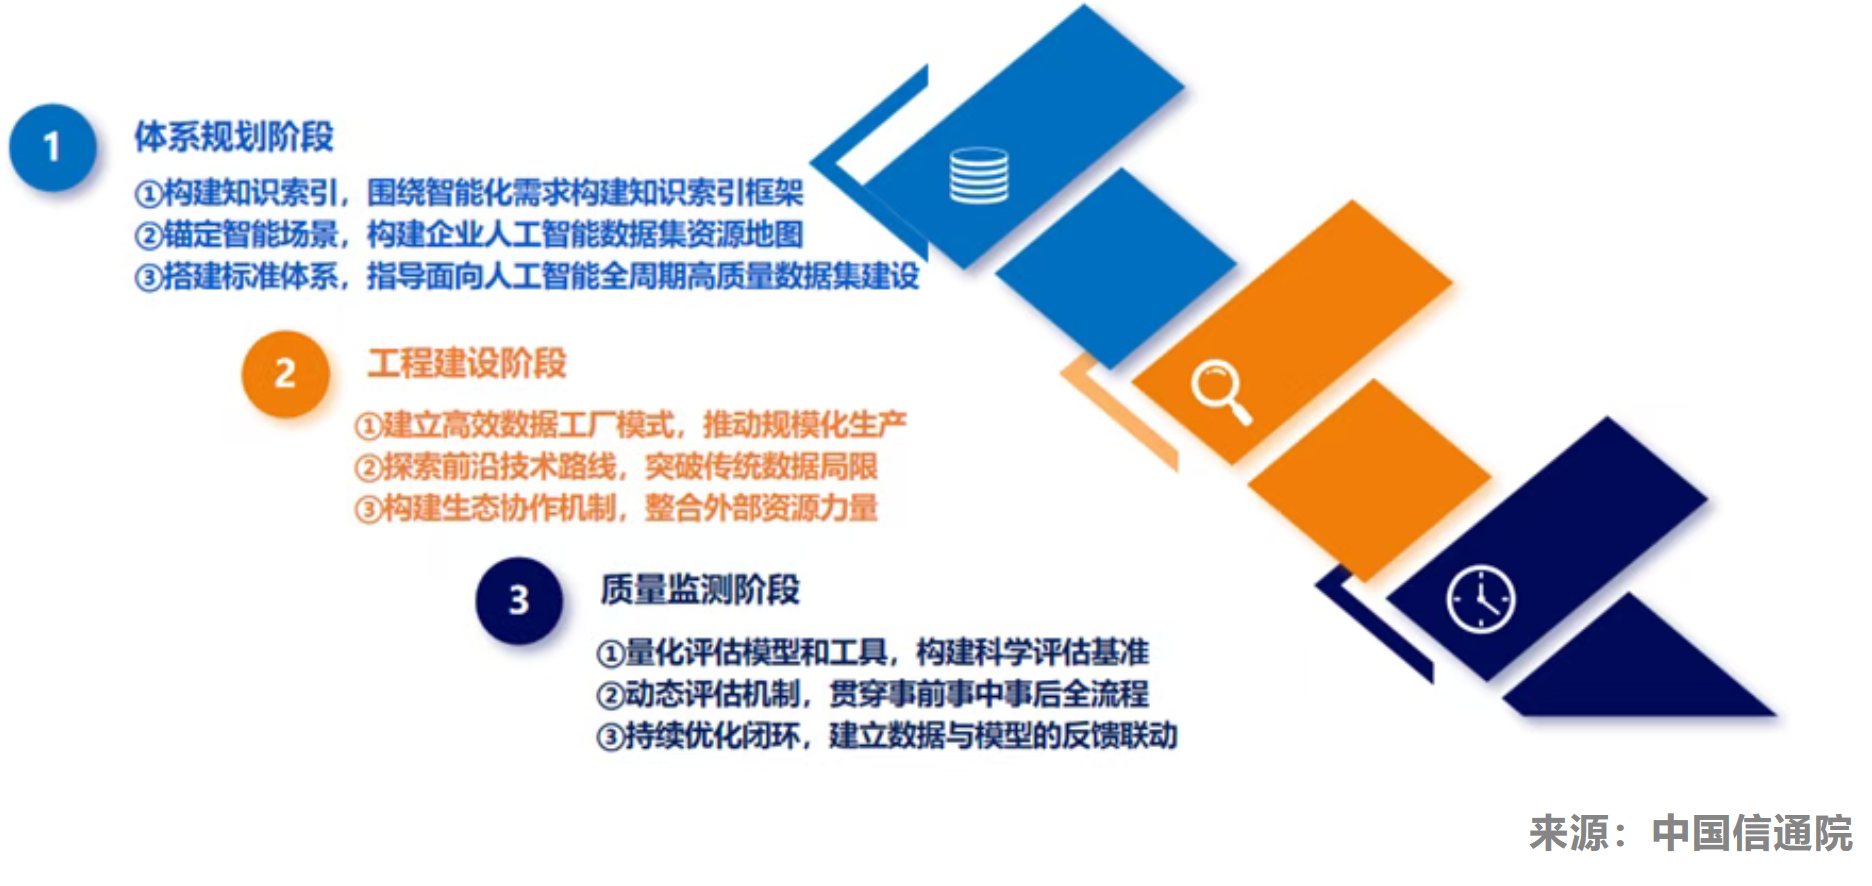 1
体系规划阶段
①构建知识索引，围绕智能化需求构建知识索引框架
②锚定智能场景，构建企业人工智能数据集资源地图
③搭建标准体系，指导面向人工智能全周期高质量数据集建设
2
工程建设阶段
①建立高效数据工厂模式，推动规模化生产
②探索前沿技术路线，突破传统数据局限
③构建生态协作机制，整合外部资源力量
3
质量监测阶段
①量化评估模型和工具，构建科学评估基准
②动态评估机制，贯穿事前事中事后全流程
③持续优化闭环，建立数据与模型的反馈联动
来源：中国信通院